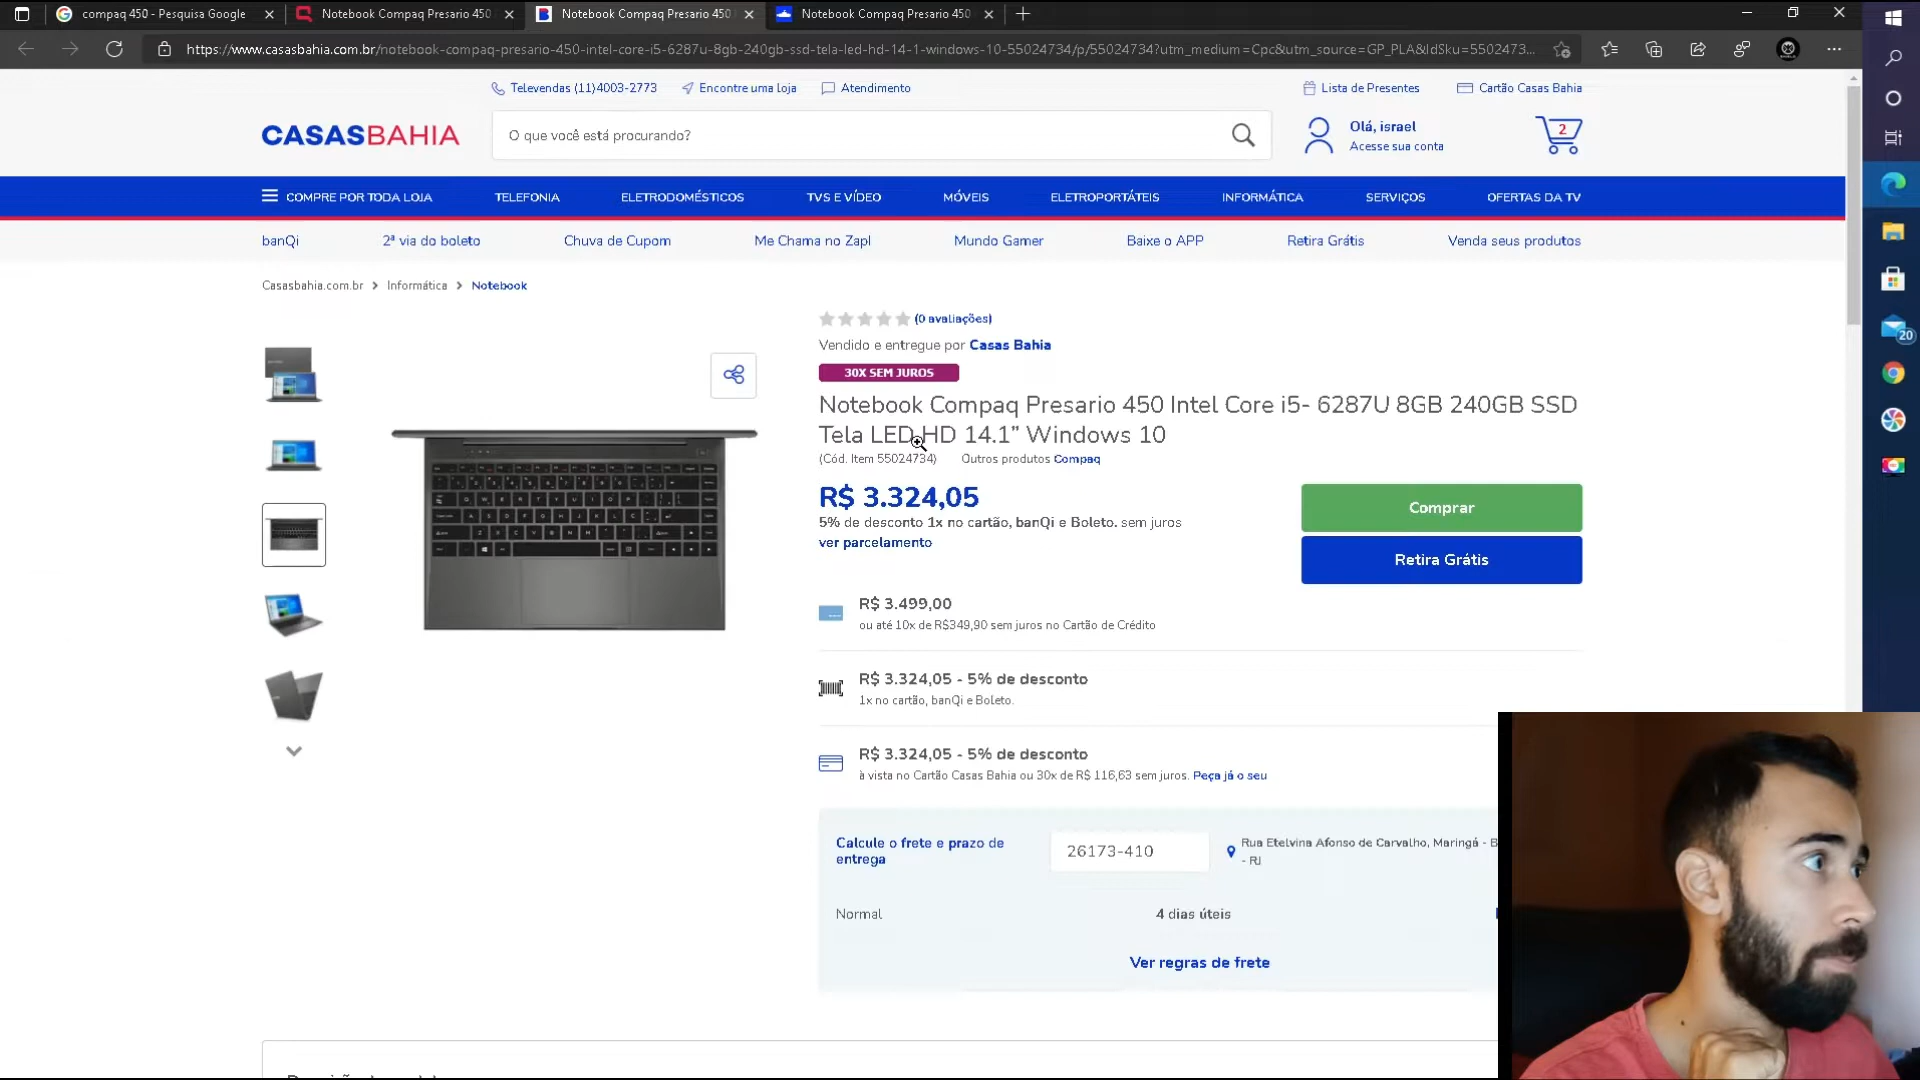 compaq 450 - Pesquisa Google
Notebook Compaq Presario 450
Notebook Compaq Presario 450
Notebook Compaq Presario 450
https://www.casasbahia.com.br/notebook-compaq-presario-450-intel-core-i5-6287u-8gb-240gb-ssd-tela-led-hd-14-1-windows-10-55024734/p/55024734?utm_medium=Cpc&utm_source=GP_PLA&IdSku=5502473...
Televendas (11)4003-2773
Encontre uma loja
Atendimento
Lista de Presentes
Cartão Casas Bahia
CASASBAHIA
O que você está procurando?
Olá, israel
Acesse sua conta
2
COMPRE POR TODA LOJA
TELEFONIA
ELETRODOMÉSTICOS
TVS E VÍDEO
MÓVEIS
ELETROPORTÁTEIS
INFORMÁTICA
SERVIÇOS
OFERTAS DA TV
banQi
2ª via do boleto
Chuva de Cupom
Me Chama no Zap!
Mundo Gamer
Baixe o APP
Retira Grátis
Venda seus produtos
Casasbahia.com.br > Informática > Notebook
(0 avaliações)
Vendido e entregue por Casas Bahia
30X SEM JUROS
Notebook Compaq Presario 450 Intel Core i5- 6287U 8GB 240GB SSD
Tela LED HD 14.1” Windows 10
(Cód. Item 55024734)
Outros produtos Compaq
R$ 3.324,05
5% de desconto 1x no cartão, banQi e Boleto. sem juros
ver parcelamento
Comprar
Retira Grátis
R$ 3.499,00
ou até 10x de R$349,90 sem juros no Cartão de Crédito
R$ 3.324,05 - 5% de desconto
1x no cartão, banQi e Boleto.
R$ 3.324,05 - 5% de desconto
à vista no Cartão Casas Bahia ou 30x de R$ 116,63 sem juros. Peça já o seu
Calcule o frete e prazo de
entrega
26173-410
Rua Etelvina Afonso de Carvalho, Maringá - B
- RJ
Normal
4 dias úteis
Ver regras de frete
20